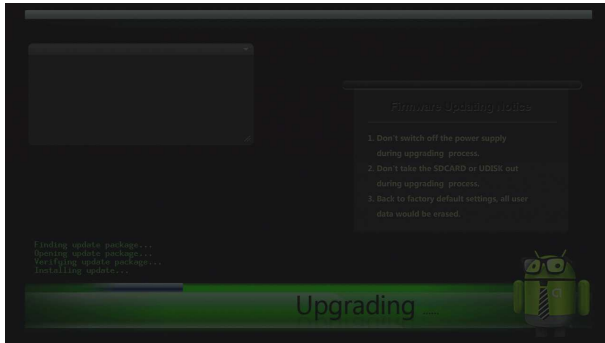 Firmware updating notice
1. Don't switch off the power supply
during upgrading process.
2. Don't take the SDCARD or UDISK out
during upgrading process.
3. Back to factory default settings, all user
data would be erased.
Finding update package...
Opening update package...
Verifying update package...
Installing update...
Upgrading ...